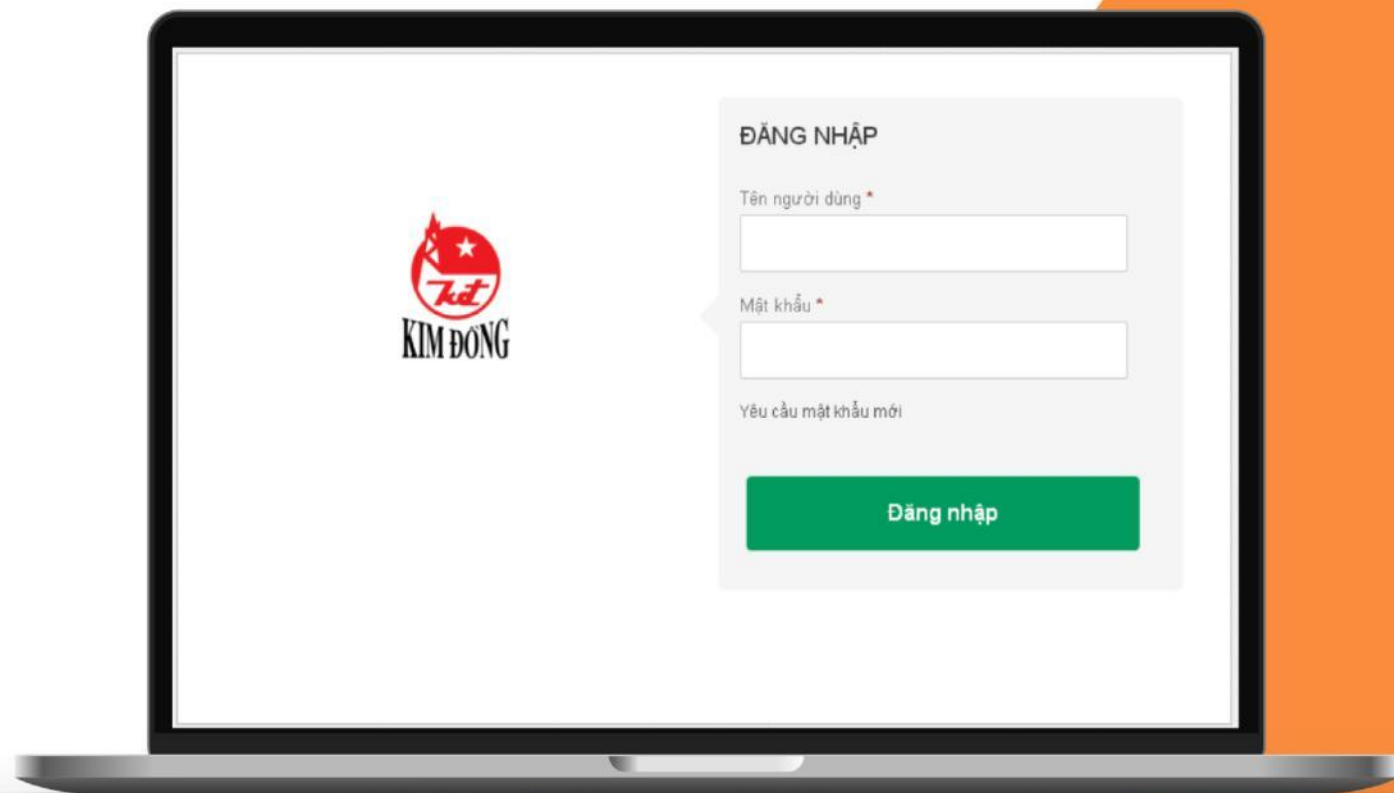 kđ
KIM ĐỒNG
ĐĂNG NHẬP
Tên người dùng *
Mật khẩu *
Yêu cầu mật khẩu mới
Đăng nhập